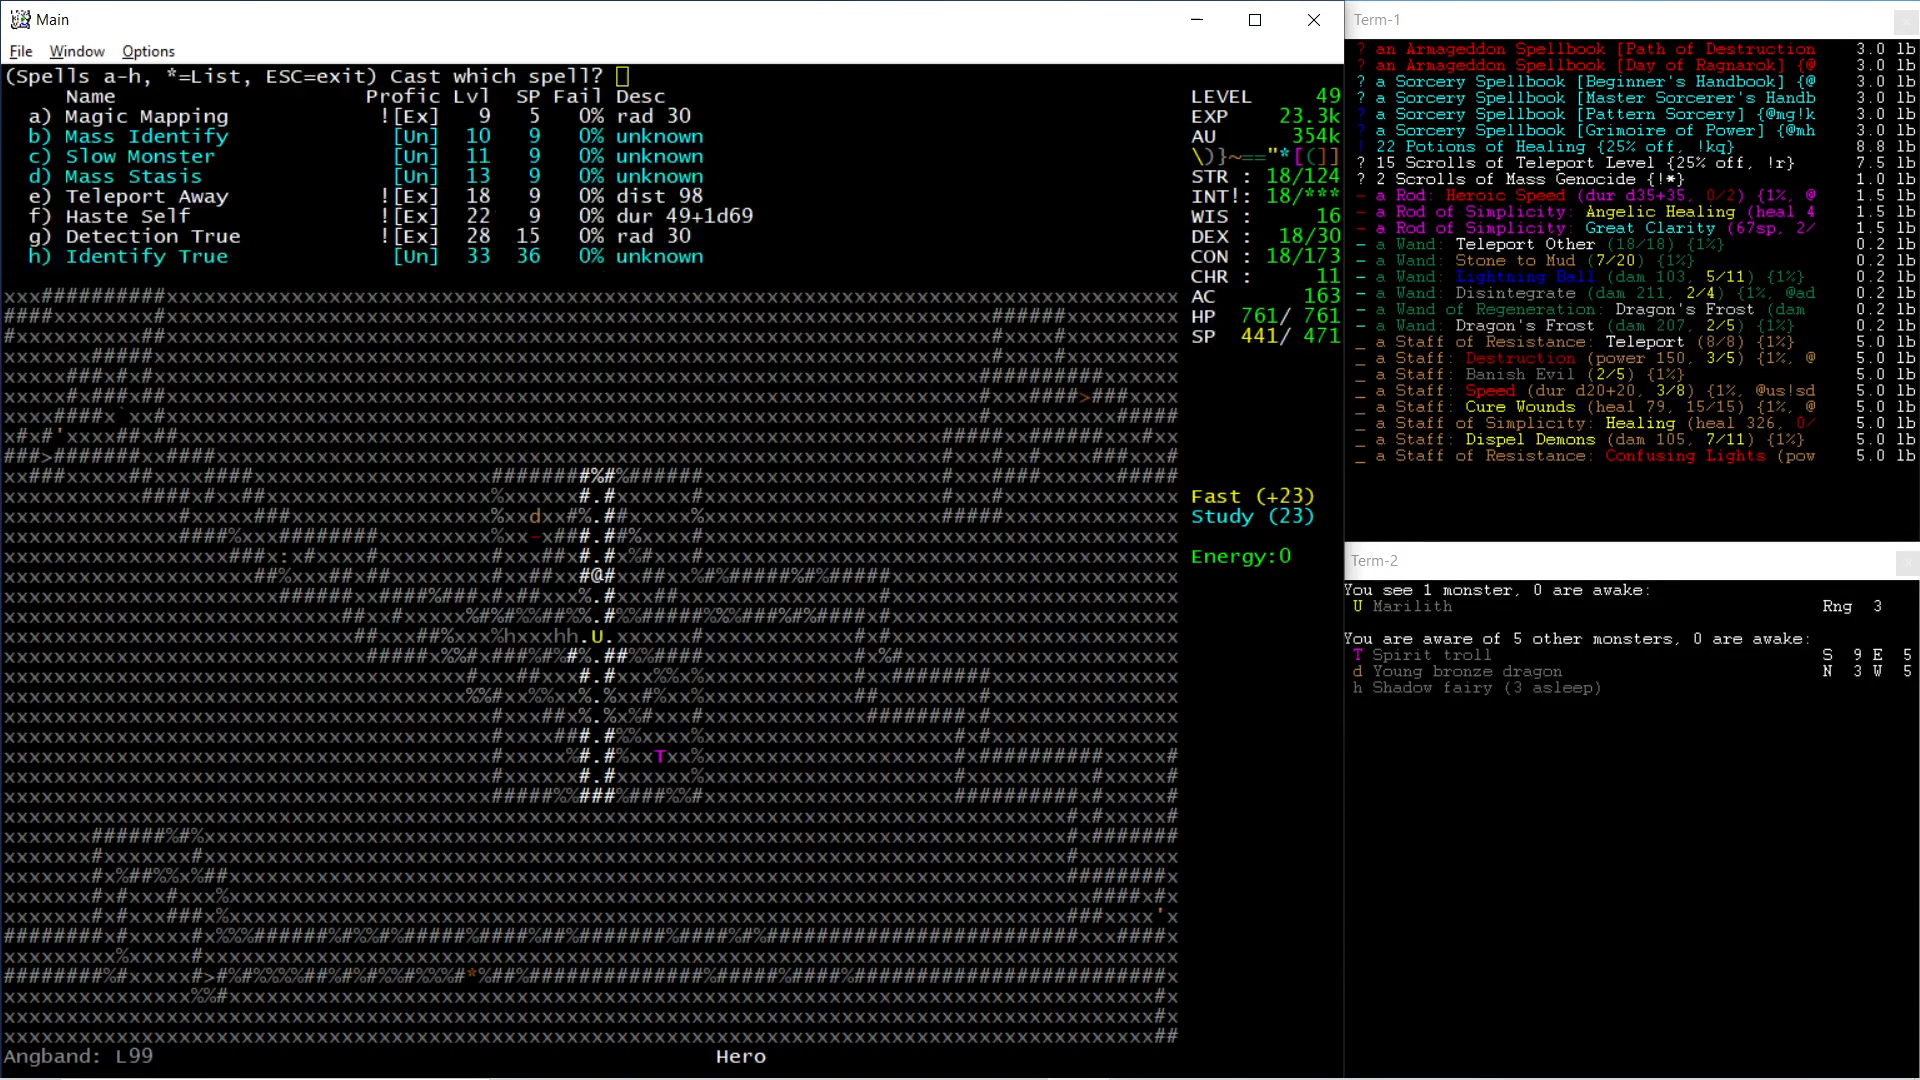 Main
File Window Options
(Spells a-h, *=List, ESC=exit) Cast which spell?
Name Profic Lvl SP Fail Desc
a) Magic Mapping ![Ex] 9 5 0% rad 30
b) Mass Identify [Un] 10 9 0% unknown
c) Slow Monster [Un] 11 9 0% unknown
d) Mass Stasis [Un] 13 9 0% unknown
e) Teleport Away ![Ex] 18 9 0% dist 98
f) Haste Self ![Ex] 22 9 0% dur 49+1d69
g) Detection True ![Ex] 28 15 0% rad 30
h) Identify True [Un] 33 36 0% unknown
LEVEL 49
EXP 23.3k
AU 354k
\)}~=="*[(]]
STR : 18/124
INT!: 18/***
WIS : 16
DEX : 18/30
CON : 18/173
CHR : 11
AC 163
HP 761/ 761
SP 441/ 471
Fast (+23)
Study (23)
Energy:0
Angband: L99
Hero
Term-1
? an Armageddon Spellbook [Path of Destruction 3.0 lb
? an Armageddon Spellbook [Day of Ragnarok] {@ 3.0 lb
? a Sorcery Spellbook [Beginner's Handbook] {@ 3.0 lb
? a Sorcery Spellbook [Master Sorcerer's Handb 3.0 lb
? a Sorcery Spellbook [Pattern Sorcery] {@mg!k 3.0 lb
? a Sorcery Spellbook [Grimoire of Power] {@mh 3.0 lb
! 22 Potions of Healing {25% off, !kq} 8.8 lb
? 15 Scrolls of Teleport Level {25% off, !r} 7.5 lb
? 2 Scrolls of Mass Genocide {!*} 1.0 lb
- a Rod: Heroic Speed (dur d35+35, 0/2) {1%, @ 1.5 lb
- a Rod of Simplicity: Angelic Healing (heal 4 1.5 lb
- a Rod of Simplicity: Great Clarity (67sp, 2/ 1.5 lb
- a Wand: Teleport Other (18/18) {1%} 0.2 lb
- a Wand: Stone to Mud (7/20) {1%} 0.2 lb
- a Wand: Lightning Ball (dam 103, 5/11) {1%} 0.2 lb
- a Wand: Disintegrate (dam 211, 2/4) {1%, @ad 0.2 lb
- a Wand of Regeneration: Dragon's Frost (dam 0.2 lb
- a Wand: Dragon's Frost (dam 207, 2/5) {1%} 0.2 lb
_ a Staff of Resistance: Teleport (8/8) {1%} 5.0 lb
_ a Staff: Destruction (power 150, 3/5) {1%, @ 5.0 lb
_ a Staff: Banish Evil (2/5) {1%} 5.0 lb
_ a Staff: Speed (dur d20+20, 3/8) {1%, @us!sd 5.0 lb
_ a Staff: Cure Wounds (heal 79, 15/15) {1%, @ 5.0 lb
_ a Staff of Simplicity: Healing (heal 326, 0/ 5.0 lb
_ a Staff: Dispel Demons (dam 105, 7/11) {1%} 5.0 lb
_ a Staff of Resistance: Confusing Lights (pow 5.0 lb
Term-2
You see 1 monster, 0 are awake:
U Marilith Rng 3
You are aware of 5 other monsters, 0 are awake:
T Spirit troll S 9 E 5
d Young bronze dragon N 3 W 5
h Shadow fairy (3 asleep)